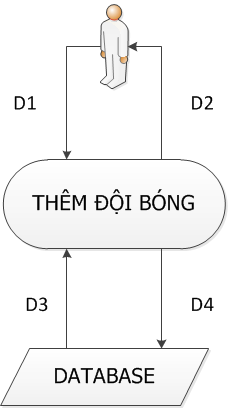 D1
D2
THÊM ĐỘI BÓNG
D3
D4
DATABASE